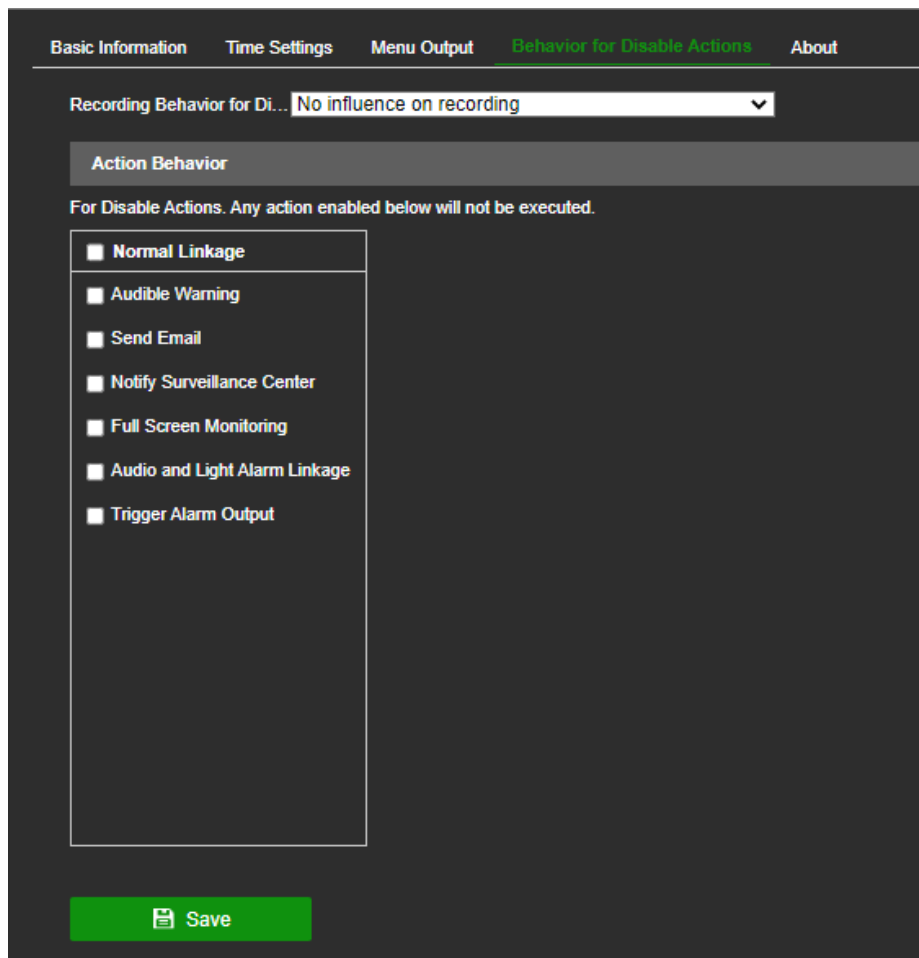 Basic Information Time Settings Menu Output Behavior for Disable Actions About
Recording Behavior for Di... No influence on recording
Action Behavior
For Disable Actions. Any action enabled below will not be executed.
Normal Linkage
Audible Warning
Send Email
Notify Surveillance Center
Full Screen Monitoring
Audio and Light Alarm Linkage
Trigger Alarm Output
Save